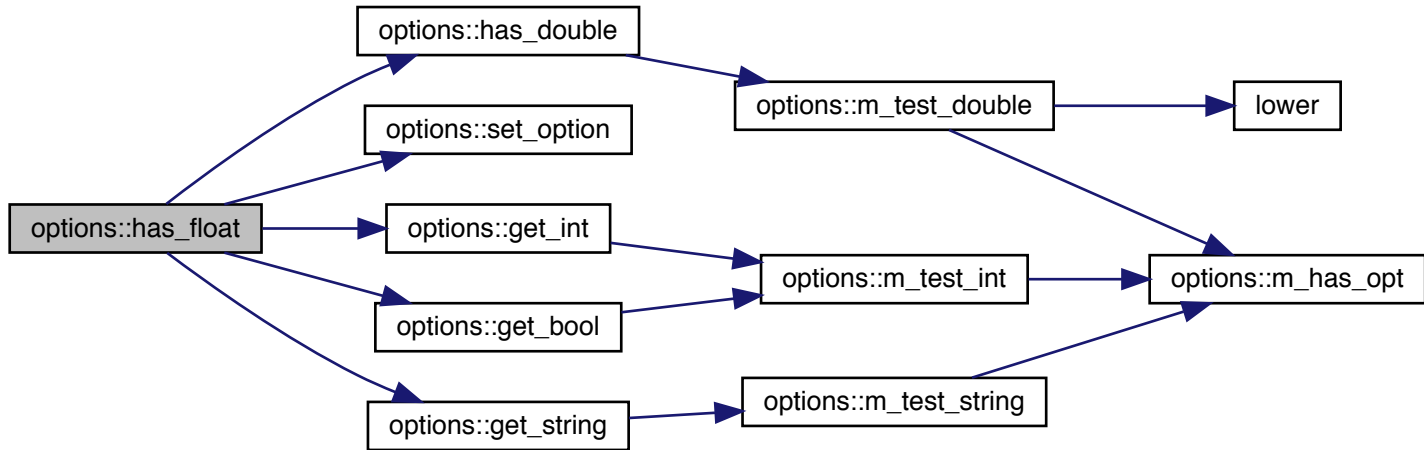 options::has_double
options::m_test_double
lower
options::set_option
options::has_float
options::get_int
options::m_test_int
options::m_has_opt
options::get_bool
options::m_test_string
options::get_string